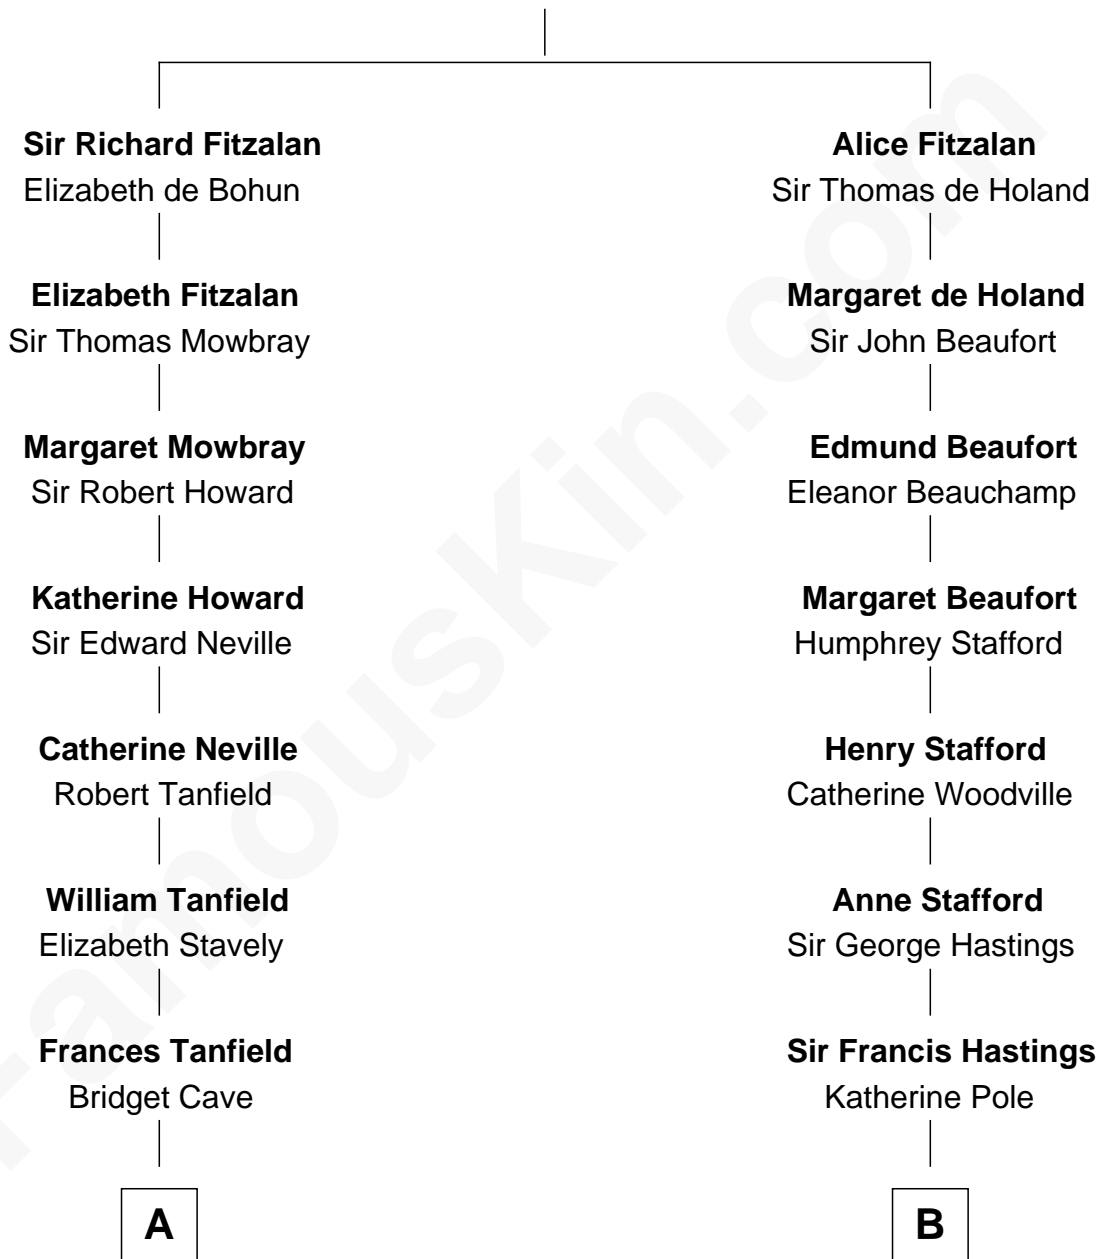 Sir Richard Fitzalan
Elizabeth de Bohun
Elizabeth Fitzalan
Sir Thomas Mowbray
Margaret Mowbray
Sir Robert Howard
Katherine Howard
Sir Edward Neville
Catherine Neville
Robert Tanfield
William Tanfield
Elizabeth Stavely
Frances Tanfield
Bridget Cave
A
Alice Fitzalan
Sir Thomas de Holand
Margaret de Holand
Sir John Beaufort
Edmund Beaufort
Eleanor Beauchamp
Margaret Beaufort
Humphrey Stafford
Henry Stafford
Catherine Woodville
Anne Stafford
Sir George Hastings
Sir Francis Hastings
Katherine Pole
B
FamousKin.com